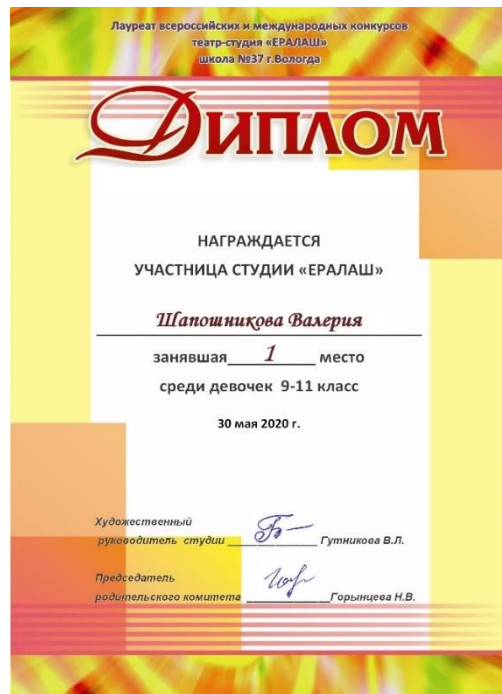 Лауреат всероссийских и международных конкурсов
театр-студия «ЕРАЛАШ»
школа №37 г.Вологда
Диплом
НАГРАЖДАЕТСЯ
УЧАСТНИЦА СТУДИИ «ЕРАЛАШ»
Шапошникова Валерия
занявшая 1 место
среди девочек 9-11 класс
30 мая 2020 г.
Художественный
руководитель студии Гутникова В.Л.
Председатель
родительского комитета Горынцева Н.В.